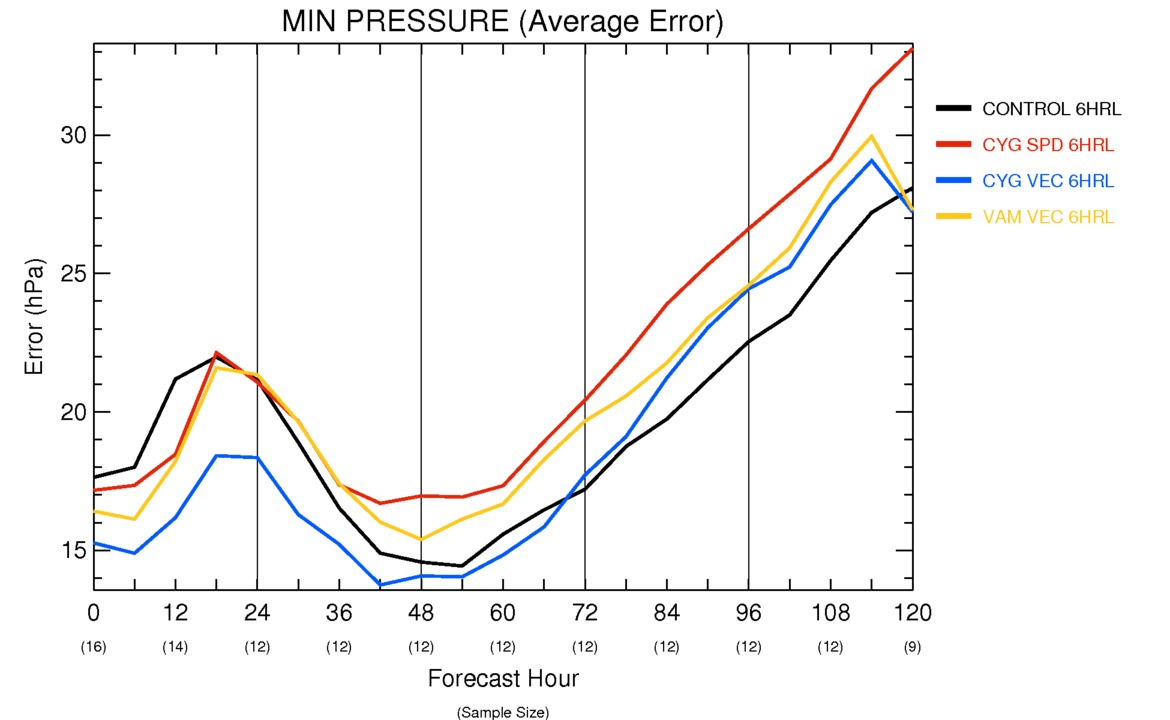 MIN PRESSURE (Average Error)
CONTROL 6HRL
CYG SPD 6HRL
CYG VEC 6HRL
VAM VEC 6HRL
Error (hPa)
30
25
20
15
0 12 24 36 48 60 72 84 96 108 120
(16) (14) (12) (12) (12) (12) (12) (12) (12) (12) (9)
Forecast Hour
(Sample Size)